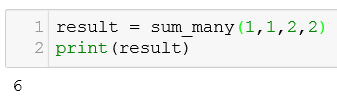 1 result = sum_many(1,1,2,2)
2 print(result)
6